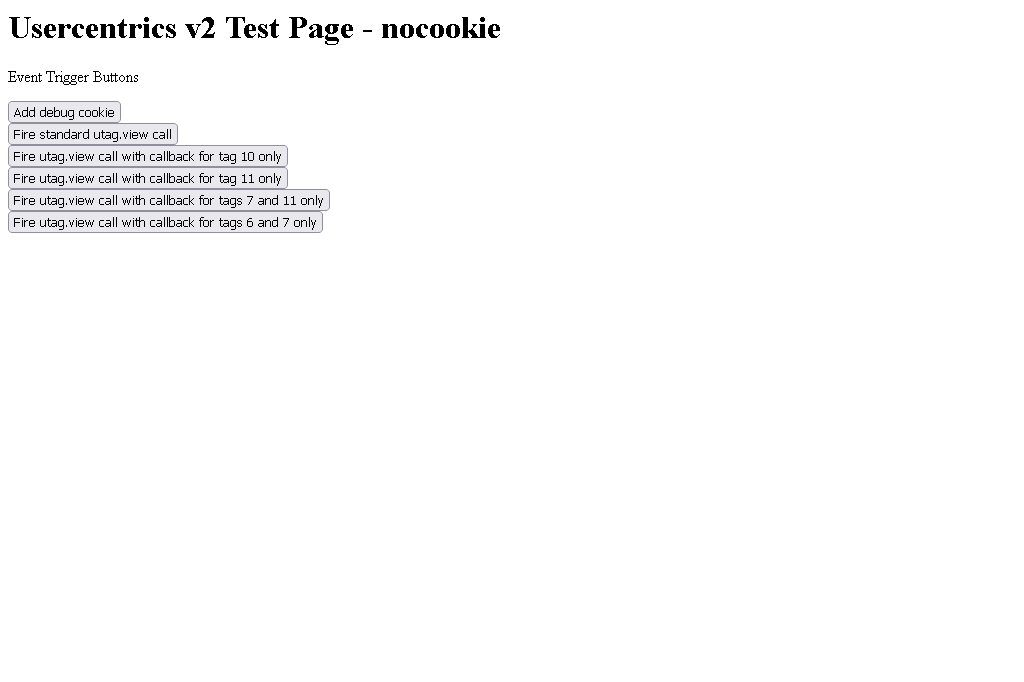 Usercentrics v2 Test Page - nocookie
Event Trigger Buttons
Add debug cookie
Fire standard utag.view call
Fire utag.view call with callback for tag 10 only
Fire utag.view call with callback for tag 11 only
Fire utag.view call with callback for tags 7 and 11 only
Fire utag.view call with callback for tags 6 and 7 only